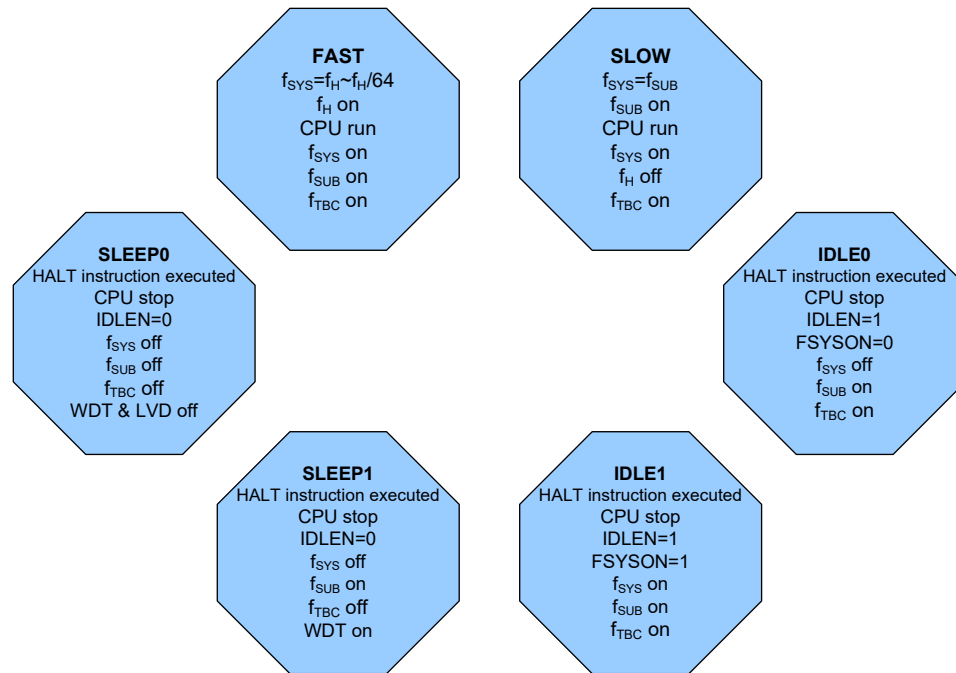 FAST
fSYS=fH~fH/64
fH on
CPU run
fSYS on
fSUB on
fTBC on
SLOW
fSYS=fSUB
fSUB on
CPU run
fSYS on
fH off
fTBC on
SLEEP0
HALT instruction executed
CPU stop
IDLEN=0
fSYS off
fSUB off
fTBC off
WDT & LVD off
IDLE0
HALT instruction executed
CPU stop
IDLEN=1
FSYSON=0
fSYS off
fSUB on
fTBC on
SLEEP1
HALT instruction executed
CPU stop
IDLEN=0
fSYS off
fSUB on
fTBC off
WDT on
IDLE1
HALT instruction executed
CPU stop
IDLEN=1
FSYSON=1
fSYS on
fSUB on
fTBC on